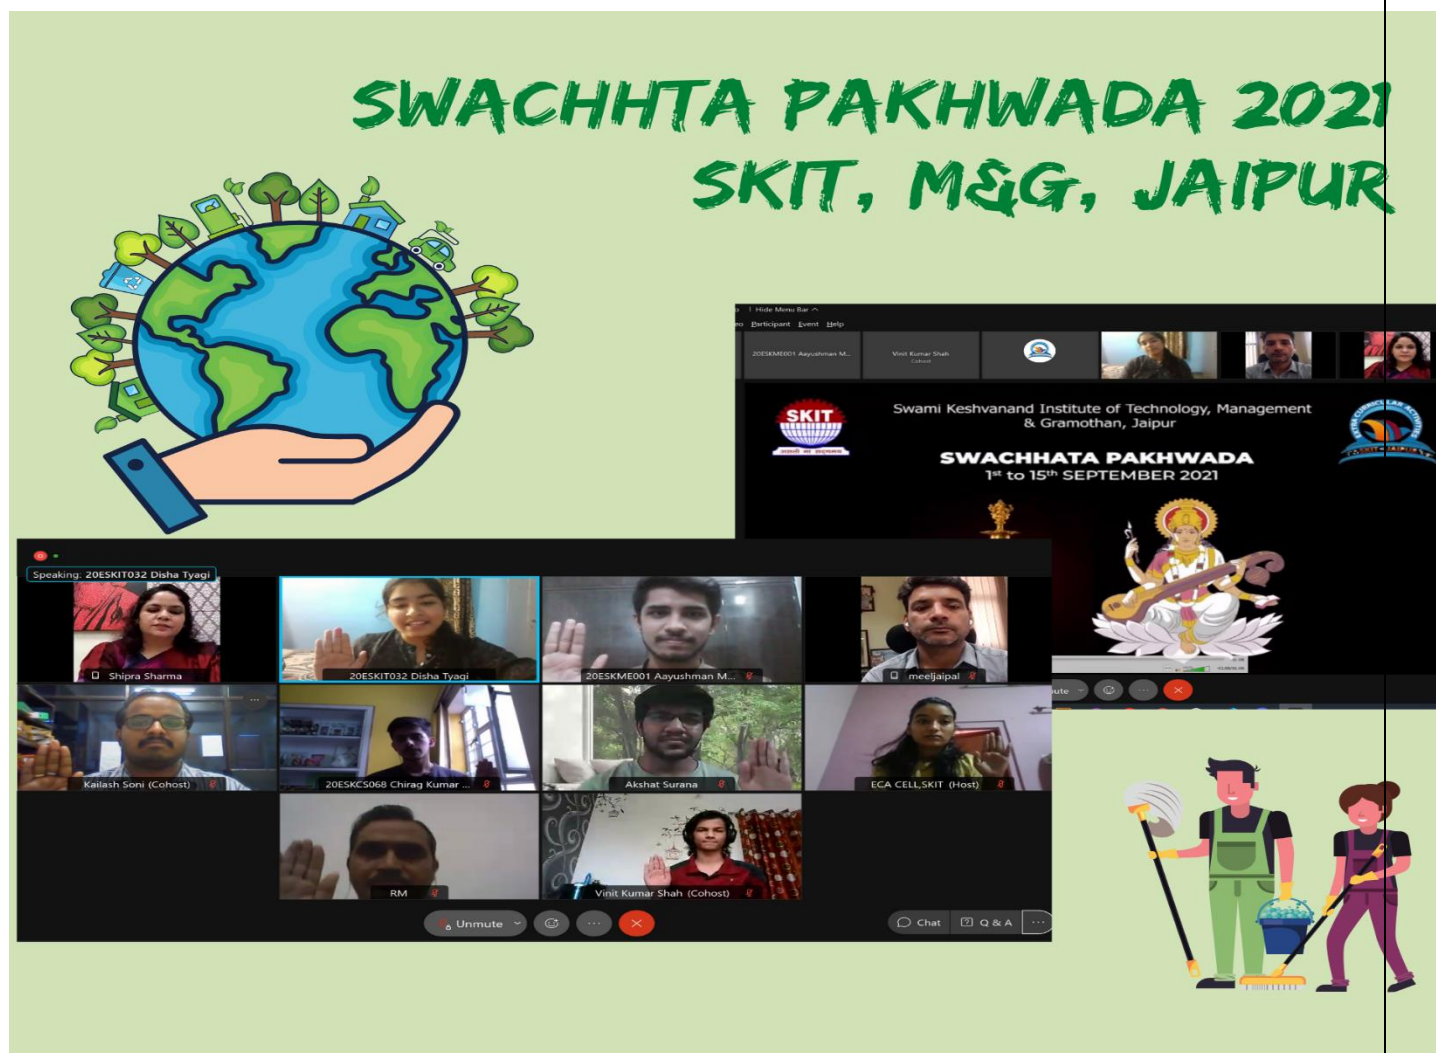 SWACHHTA PAKHWADA 2021
SKIT, M&G, JAIPUR
Hide Menu Bar
Participant Event Help
20ESKME001 Aayushman M...
Vinit Kumar Shah
Cohost
SKIT
Swami Keshvanand Institute of Technology, Management
& Gramothan, Jaipur
SWACHHATA PAKHWADA
1st to 15th SEPTEMBER 2021
Speaking: 20ESKIT032 Disha Tyagi
Shipra Sharma
20ESKIT032 Disha Tyagi
20ESKME001 Aayushman M...
meeljaipal
Kailash Soni (Cohost)
20ESKCS068 Chirag Kumar ...
Akshat Surana
ECA CELL,SKIT (Host)
RM
Vinit Kumar Shah (Cohost)
Unmute
Chat
Q & A